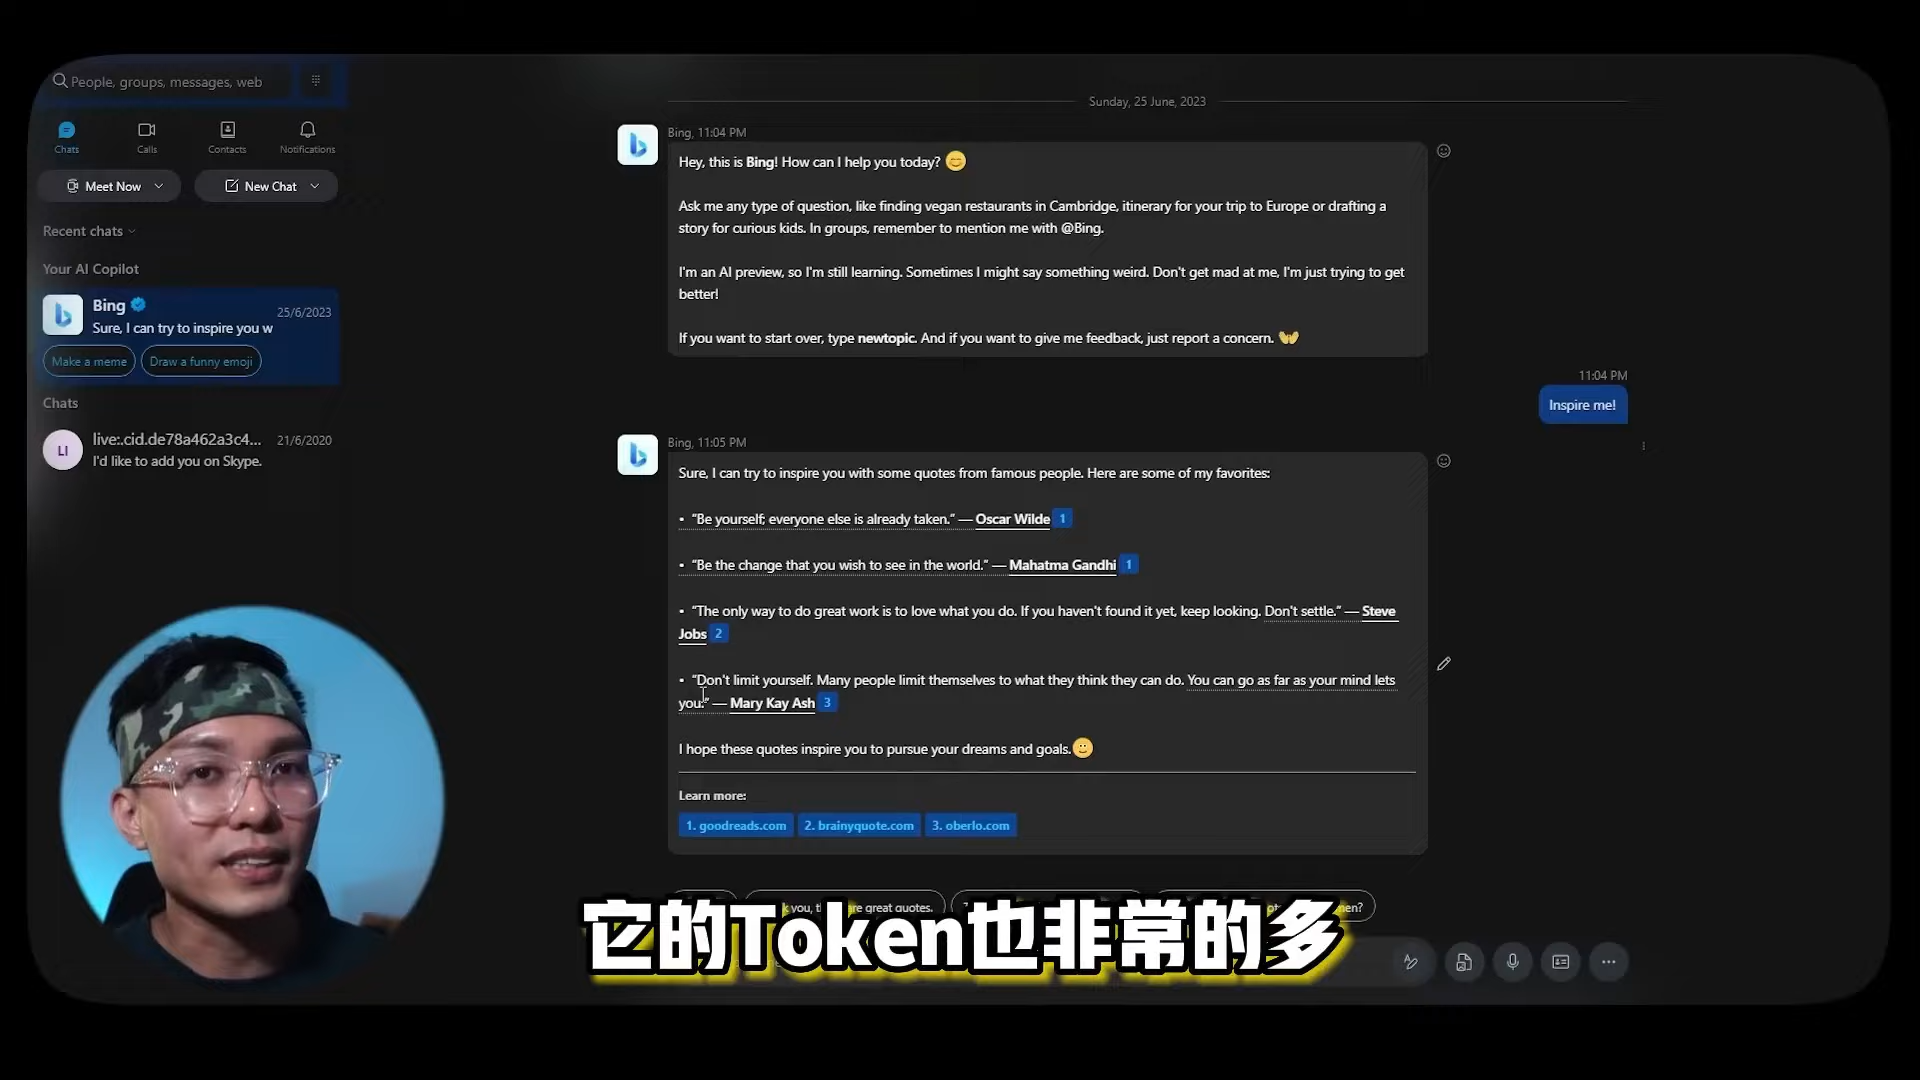 People, groups, messages, web
Chats
Calls
Contacts
Notifications
Meet Now
New Chat
Recent chats
Your AI Copilot
Bing
25/6/2023
Sure, I can try to inspire you w
Make a meme
Draw a funny emoji
Chats
LI
live:.cid.de78a462a3c4...
21/6/2020
I'd like to add you on Skype.
Sunday, 25 June, 2023
Bing, 11:04 PM
Hey, this is Bing! How can I help you today?
Ask me any type of question, like finding vegan restaurants in Cambridge, itinerary for your trip to Europe or drafting a
story for curious kids. In groups, remember to mention me with @Bing.
I'm an AI preview, so I'm still learning. Sometimes I might say something weird. Don't get mad at me, I'm just trying to get
better!
If you want to start over, type newtopic. And if you want to give me feedback, just report a concern.
11:04 PM
Inspire me!
Bing, 11:05 PM
Sure, I can try to inspire you with some quotes from famous people. Here are some of my favorites:
• “Be yourself; everyone else is already taken.” — Oscar Wilde 1
• “Be the change that you wish to see in the world.” — Mahatma Gandhi 1
• “The only way to do great work is to love what you do. If you haven't found it yet, keep looking. Don't settle.” — Steve
Jobs 2
• “Don't limit yourself. Many people limit themselves to what they think they can do. You can go as far as your mind lets
you.” — Mary Kay Ash 3
I hope these quotes inspire you to pursue your dreams and goals.
Learn more:
1. goodreads.com
2. brainyquote.com
3. oberlo.com
you, are great quotes.
它的Token也非常的多